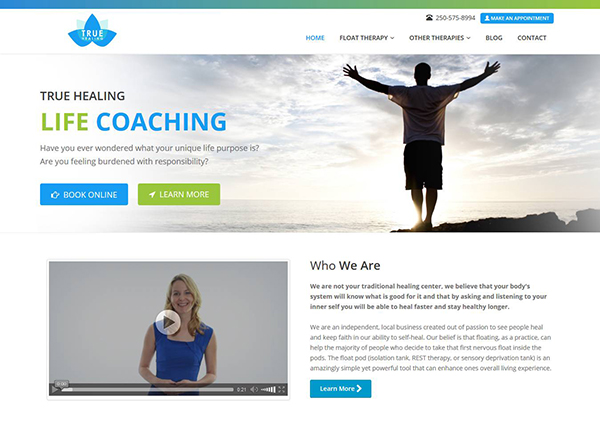 250-575-8994 MAKE AN APPOINTMENT
TRUE
HEALING
HOME FLOAT THERAPY OTHER THERAPIES BLOG CONTACT
TRUE HEALING
LIFE COACHING
Have you ever wondered what your unique life purpose is?
Are you feeling burdened with responsibility?
BOOK ONLINE LEARN MORE
Who We Are
We are not your traditional healing center, we believe that your body's
system will know what is good for it and that by asking and listening to your
inner self you will be able to heal faster and stay healthy longer.
We are an independent, local business created out of passion to see people heal
and keep faith in our ability to self-heal. Our belief is that floating, as a practice, can
help the majority of people who decide to take that first nervous float inside the
pods. The float pod (isolation tank, REST therapy, or sensory deprivation tank) is an
amazingly simple yet powerful tool that can enhance ones overall living experience.
Learn More
0:00
5:21